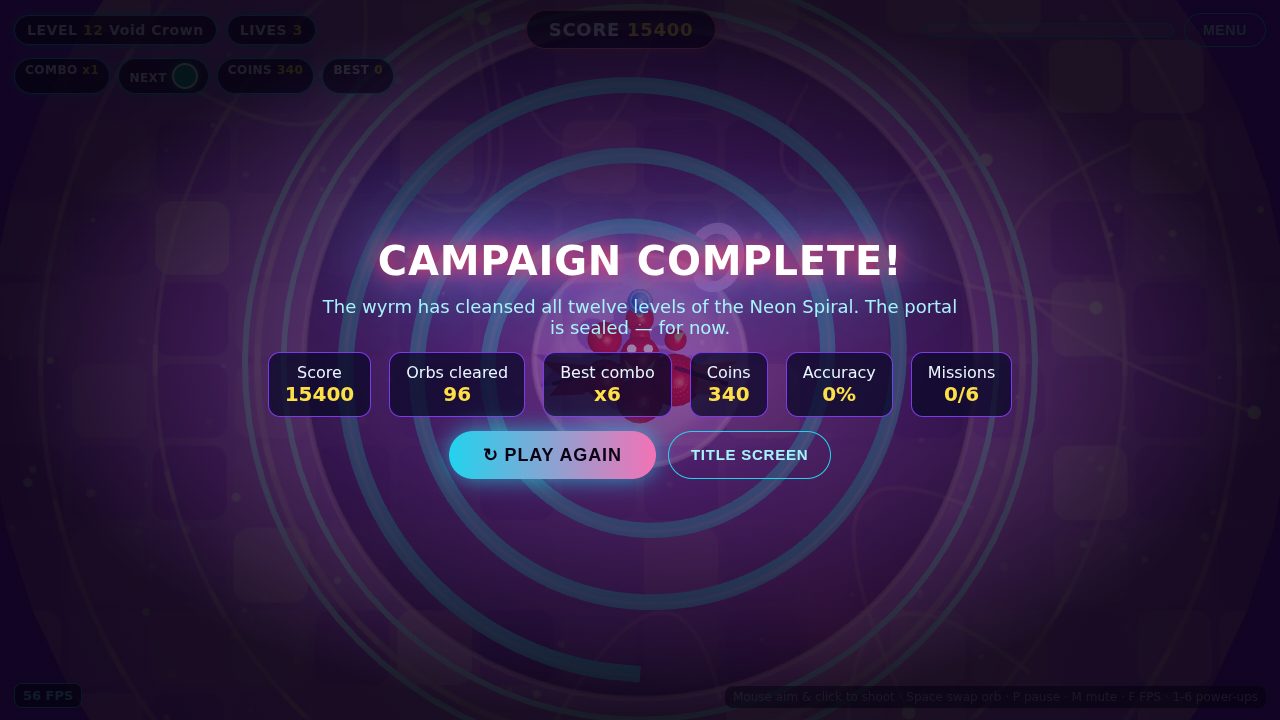 LEVEL 12 Void Crown
LIVES 3
SCORE 15400
MENU
COMBO x1
NEXT
COINS 340
BEST 0
CAMPAIGN COMPLETE!
The wyrm has cleansed all twelve levels of the Neon Spiral. The portal
is sealed — for now.
Score
15400
Orbs cleared
96
Best combo
x6
Coins
340
Accuracy
0%
Missions
0/6
↻ PLAY AGAIN
TITLE SCREEN
56 FPS
Mouse aim & click to shoot · Space swap orb · P pause · M mute · F FPS · 1-6 power-ups